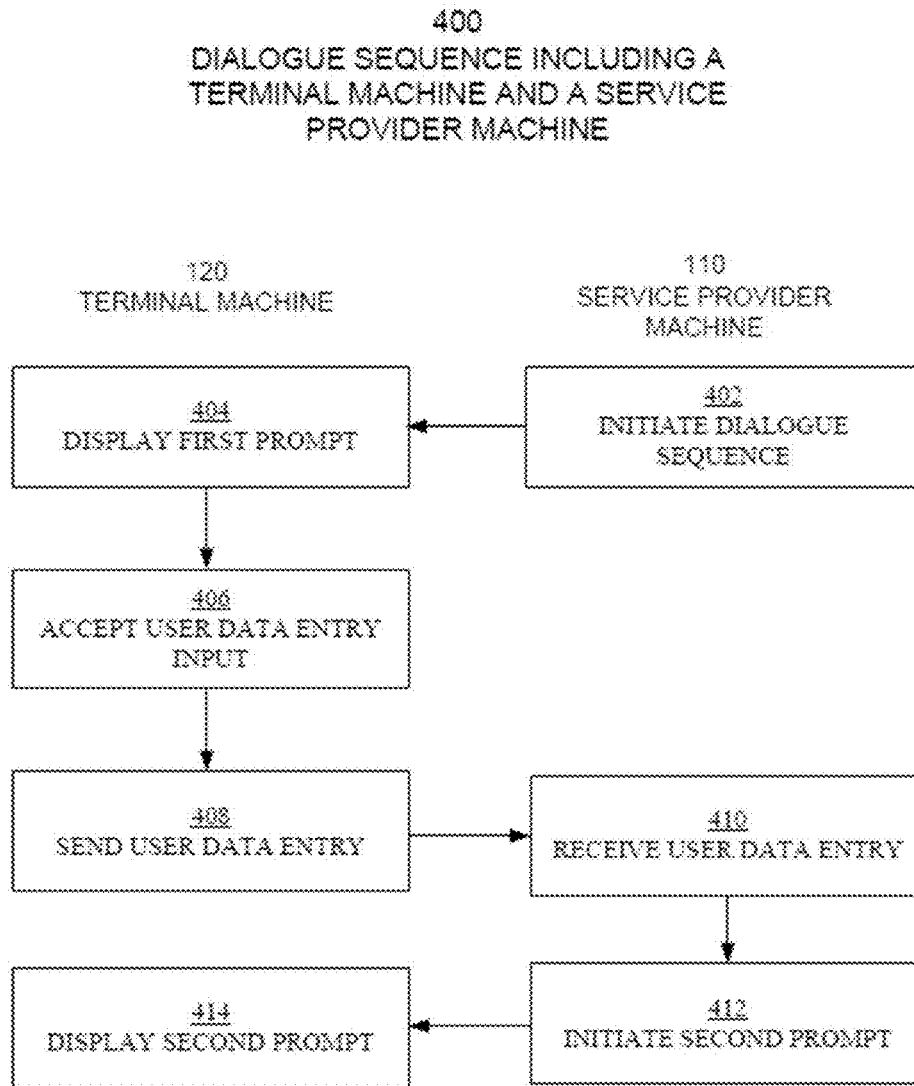 400
DIALOGUE SEQUENCE INCLUDING A
TERMINAL MACHINE AND A SERVICE
PROVIDER MACHINE
120
TERMINAL MACHINE
110
SERVICE PROVIDER
MACHINE
404
DISPLAY FIRST PROMPT
402
INITIATE DIALOGUE
SEQUENCE
406
ACCEPT USER DATA ENTRY
INPUT
408
SEND USER DATA ENTRY
410
RECEIVE USER DATA ENTRY
414
DISPLAY SECOND PROMPT
412
INITIATE SECOND PROMPT